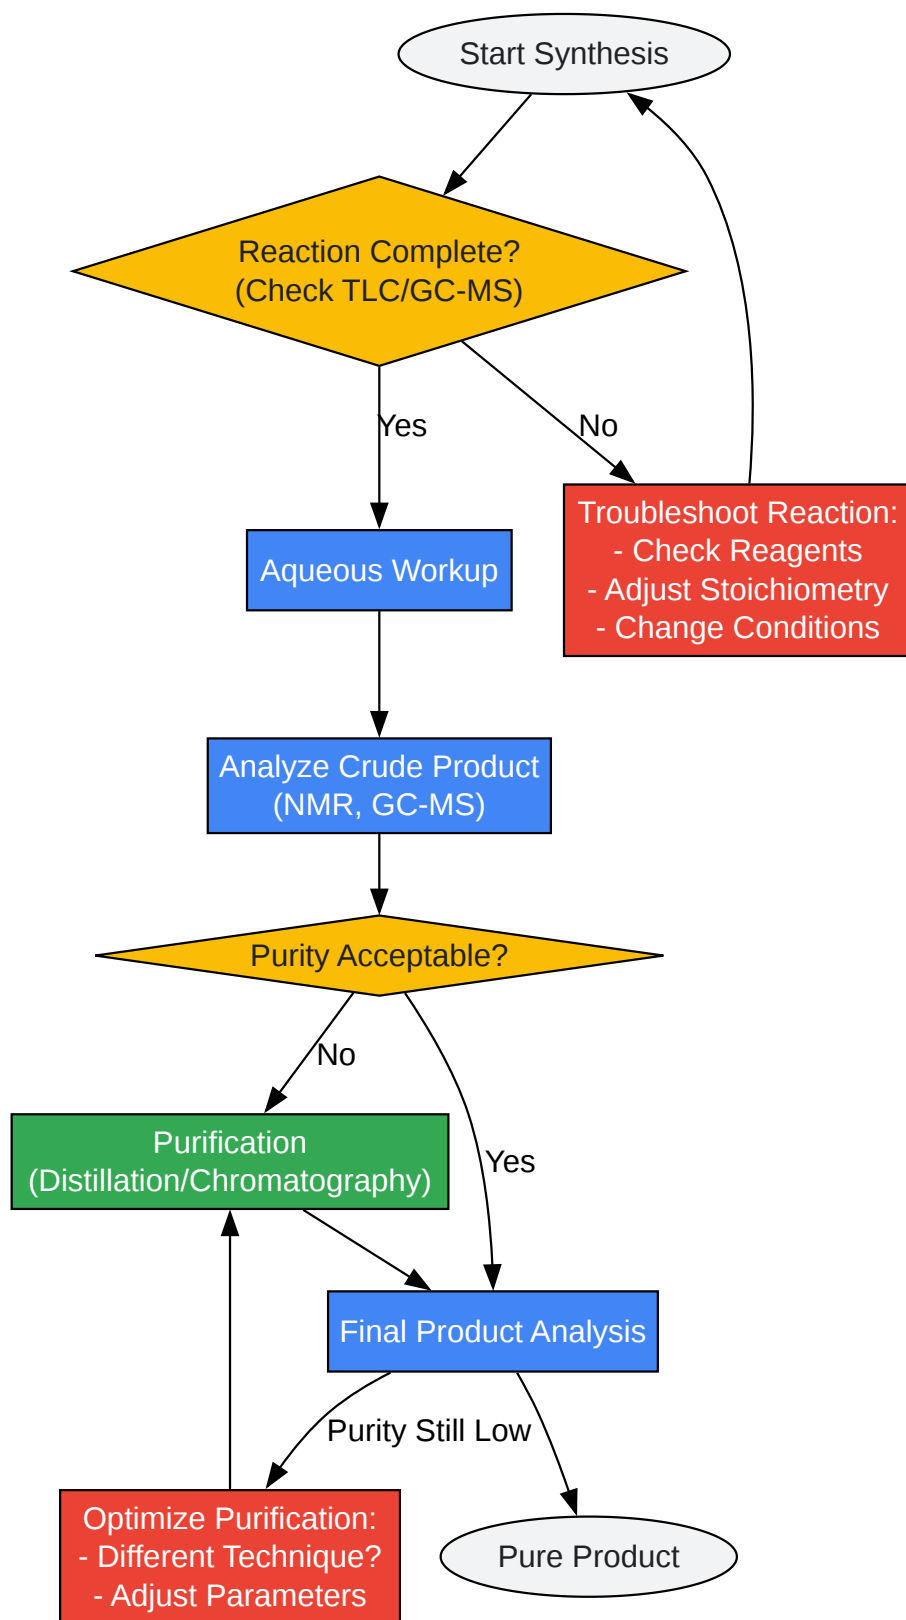 Start Synthesis
Reaction Complete?
(Check TLC/GC-MS)
Yes
No
Troubleshoot Reaction:
- Check Reagents
- Adjust Stoichiometry
- Change Conditions
Aqueous Workup
Analyze Crude Product
(NMR, GC-MS)
Purity Acceptable?
No
Yes
Purification
(Distillation/Chromatography)
Final Product Analysis
Purity Still Low
Optimize Purification:
- Different Technique?
- Adjust Parameters
Pure Product